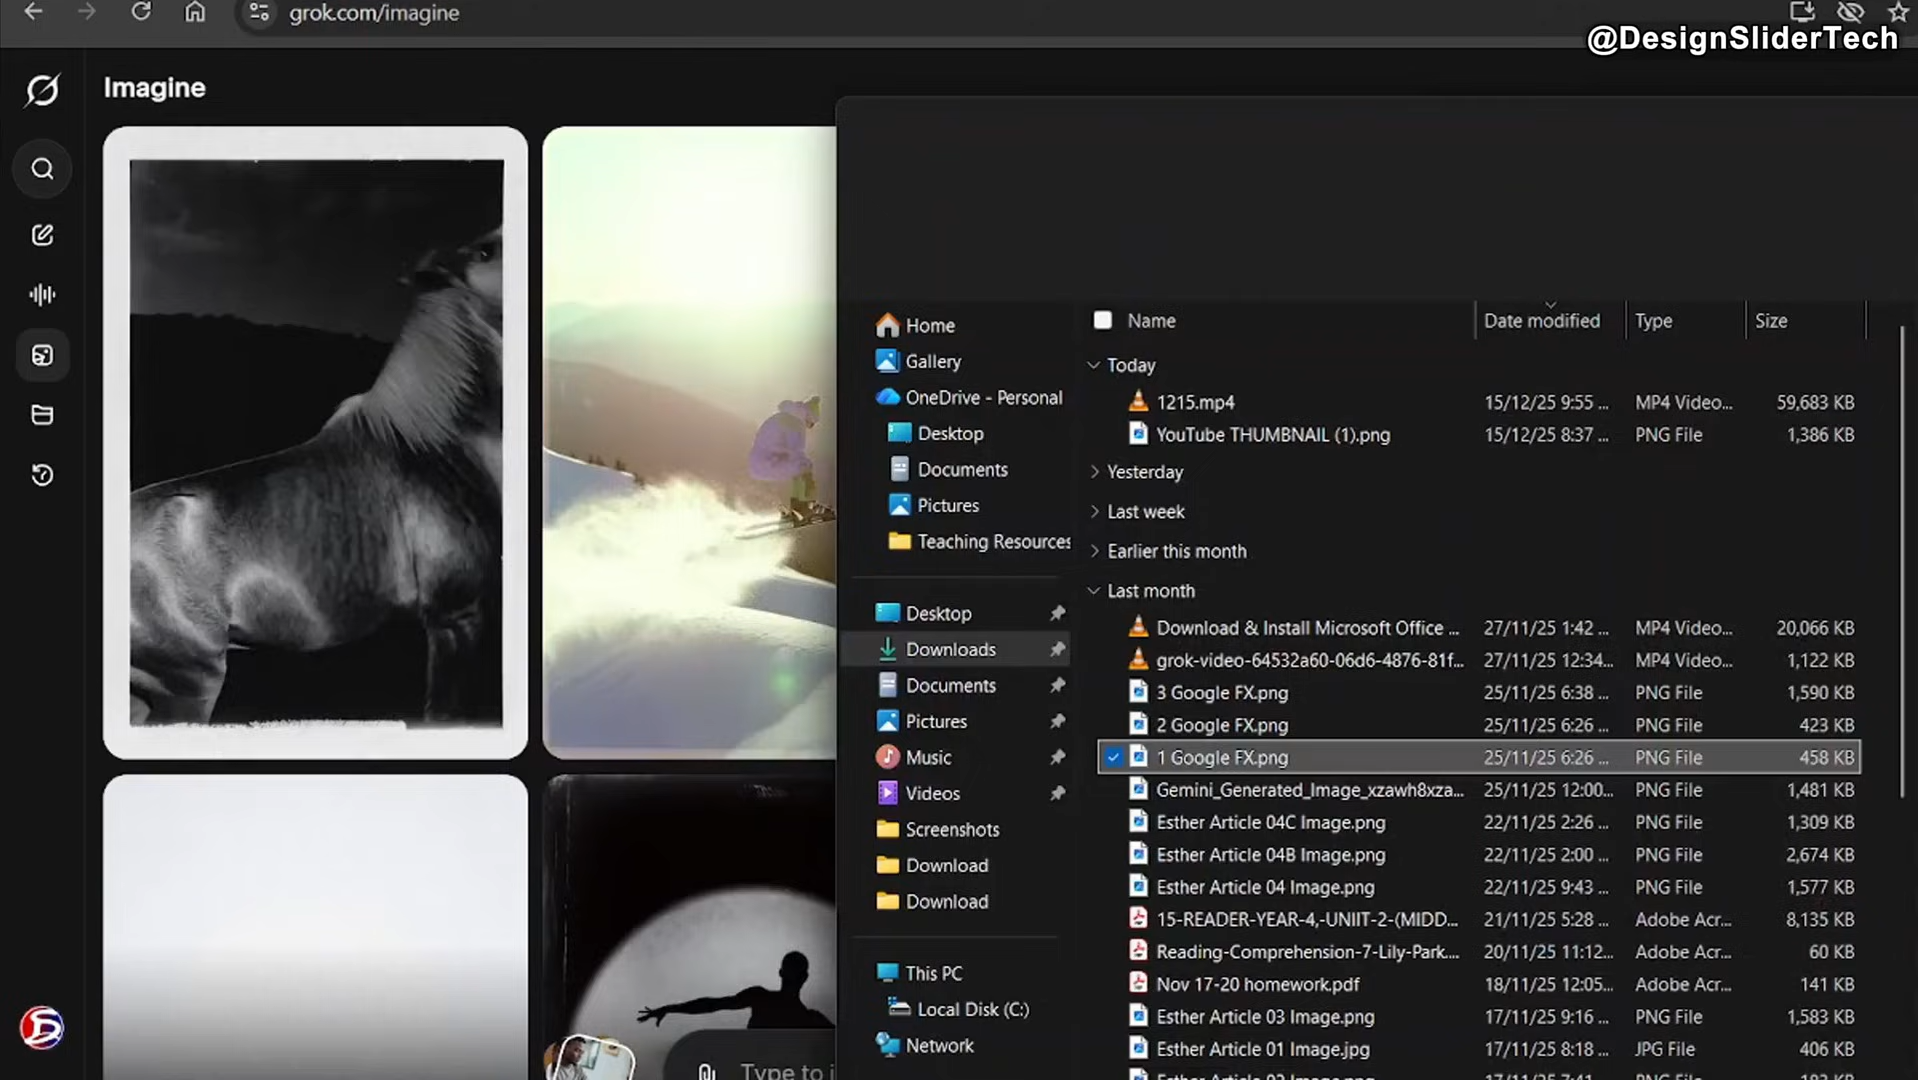 grok.com/imagine
@DesignSliderTech
Imagine
Type to i
Home
Gallery
OneDrive - Personal
Desktop
Documents
Pictures
Teaching Resources
Desktop
Downloads
Documents
Pictures
Music
Videos
Screenshots
Download
Download
This PC
Local Disk (C:)
Network
Name Date modified Type Size
Today
1215.mp4 15/12/25 9:55 ... MP4 Video... 59,683 KB
YouTube THUMBNAIL (1).png 15/12/25 8:37 ... PNG File 1,386 KB
Yesterday
Last week
Earlier this month
Last month
Download & Install Microsoft Office ... 27/11/25 1:42 ... MP4 Video... 20,066 KB
grok-video-64532a60-06d6-4876-81f... 27/11/25 12:34... MP4 Video... 1,122 KB
3 Google FX.png 25/11/25 6:38 ... PNG File 1,590 KB
2 Google FX.png 25/11/25 6:26 ... PNG File 423 KB
1 Google FX.png 25/11/25 6:26 ... PNG File 458 KB
Gemini_Generated_Image_xzawh8xza... 25/11/25 12:00... PNG File 1,481 KB
Esther Article 04C Image.png 22/11/25 2:26 ... PNG File 1,309 KB
Esther Article 04B Image.png 22/11/25 2:00 ... PNG File 2,674 KB
Esther Article 04 Image.png 22/11/25 9:43 ... PNG File 1,577 KB
15-READER-YEAR-4,-UNIIT-2-(MIDD... 21/11/25 5:28 ... Adobe Acr... 8,135 KB
Reading-Comprehension-7-Lily-Park.... 20/11/25 11:12... Adobe Acr... 60 KB
Nov 17-20 homework.pdf 18/11/25 12:05... Adobe Acr... 141 KB
Esther Article 03 Image.png 17/11/25 9:16 ... PNG File 1,583 KB
Esther Article 01 Image.jpg 17/11/25 8:18 ... JPG File 406 KB